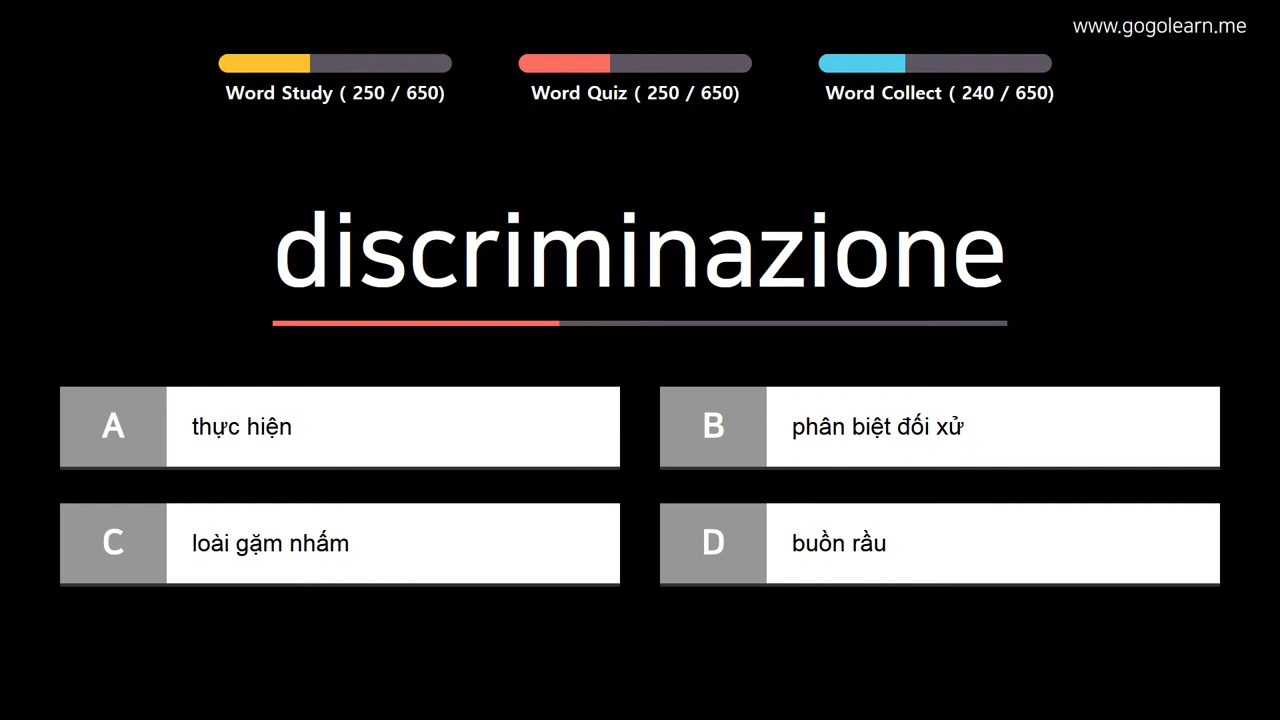 www.gogolearn.me
Word Study ( 250 / 650)
Word Quiz ( 250 / 650)
Word Collect ( 240 / 650)
discriminazione
A
thực hiện
B
phân biệt đối xử
C
loài gặm nhấm
D
buồn rầu